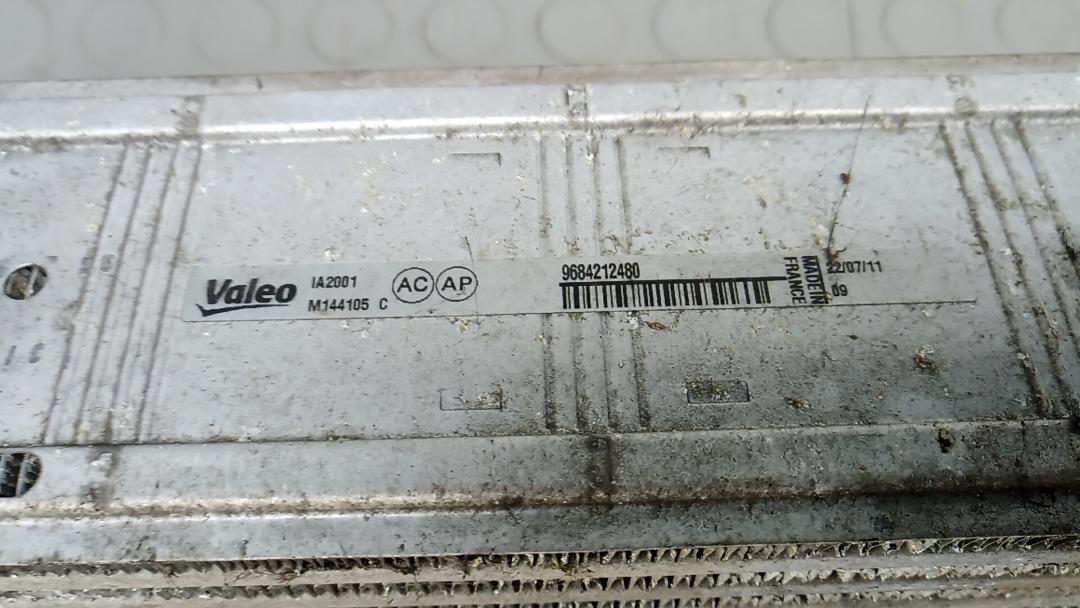 Valeo
IA2001
M144105 C
AC AP
9684212480
MADE IN
FRANCE
22/07/11
09